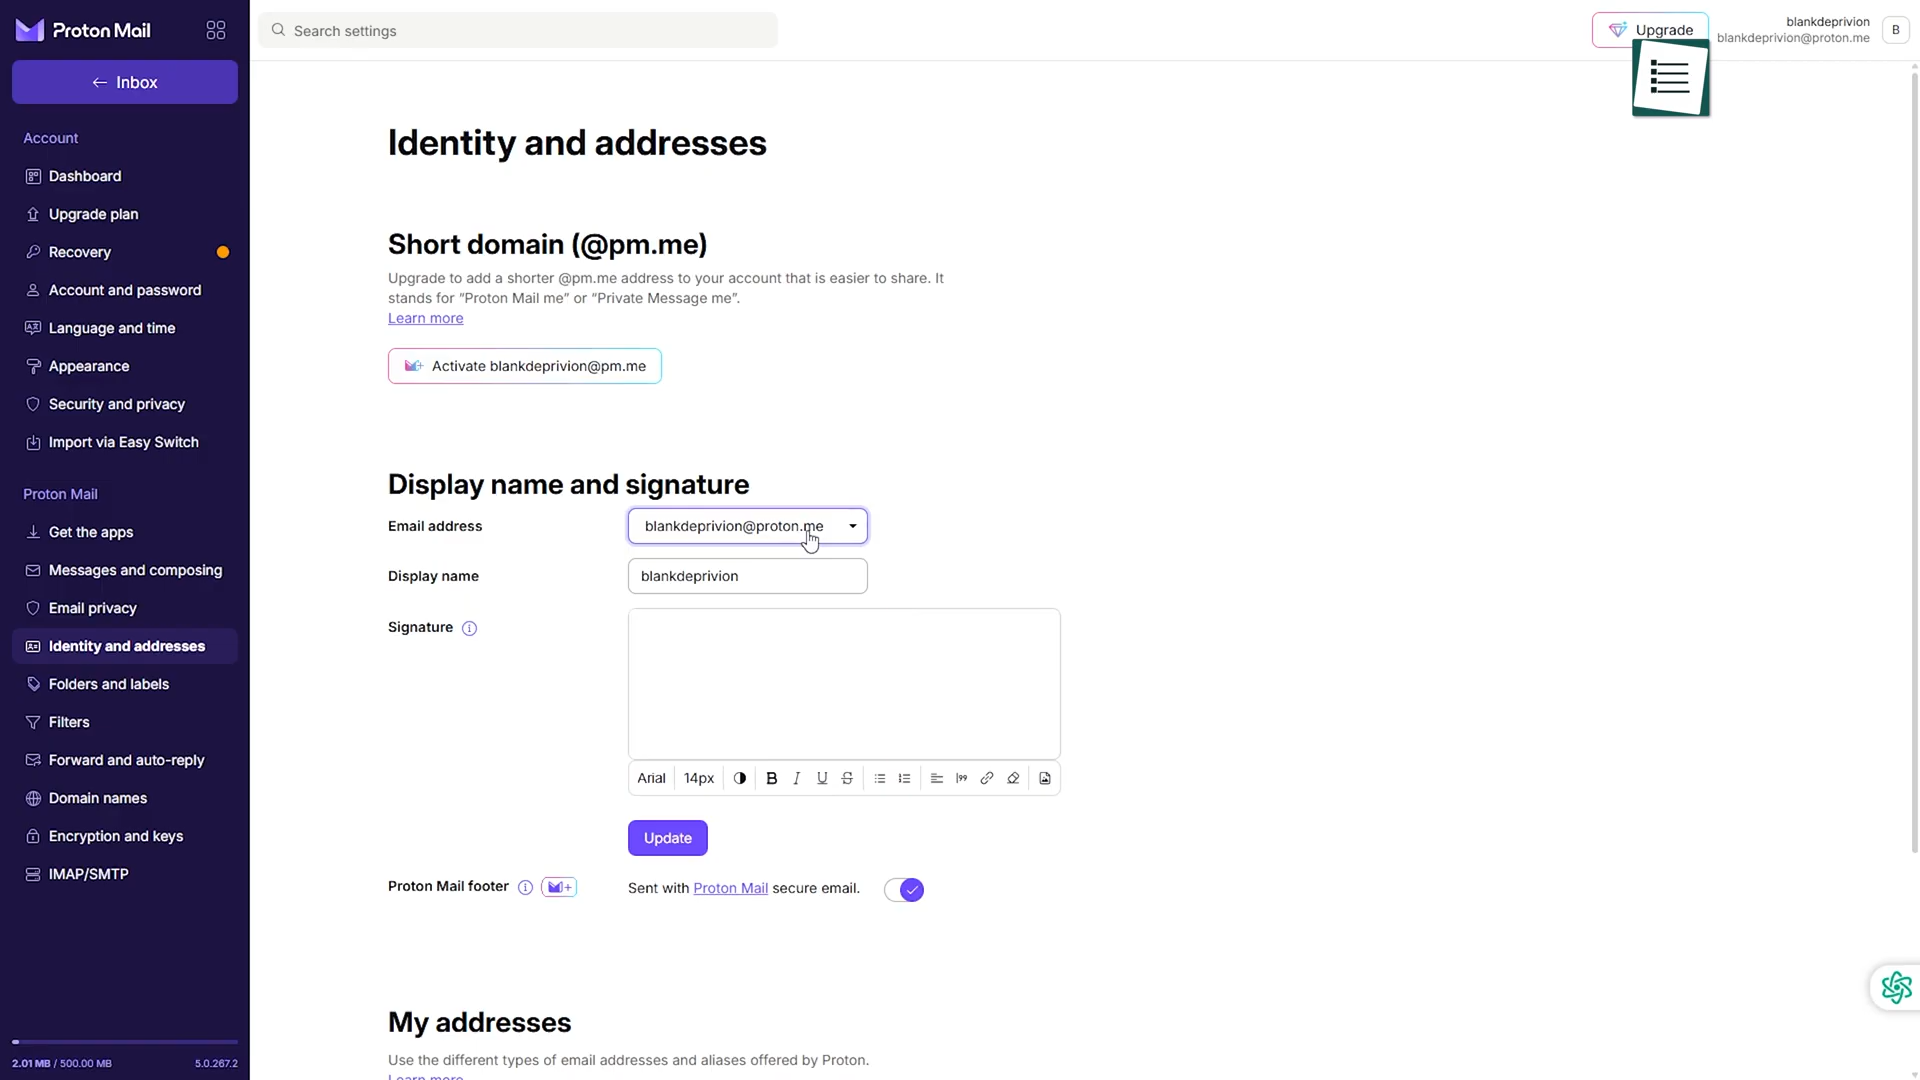 Proton Mail
Search settings
Upgrade
blankdeprivion
blankdeprivion@proton.me
B
Inbox
Account
Dashboard
Upgrade plan
Recovery
Account and password
Language and time
Appearance
Security and privacy
Import via Easy Switch
Proton Mail
Get the apps
Messages and composing
Email privacy
Identity and addresses
Folders and labels
Filters
Forward and auto-reply
Domain names
Encryption and keys
IMAP/SMTP
2.01 MB / 500.00 MB
5.0.267.2
Identity and addresses
Short domain (@pm.me)
Upgrade to add a shorter @pm.me address to your account that is easier to share. It
stands for “Proton Mail me” or “Private Message me”.
Learn more
Activate blankdeprivion@pm.me
Display name and signature
Email address
blankdeprivion@proton.me
Display name
blankdeprivion
Signature
Arial
14px
Update
Proton Mail footer
Sent with Proton Mail secure email.
My addresses
Use the different types of email addresses and aliases offered by Proton.
Learn more